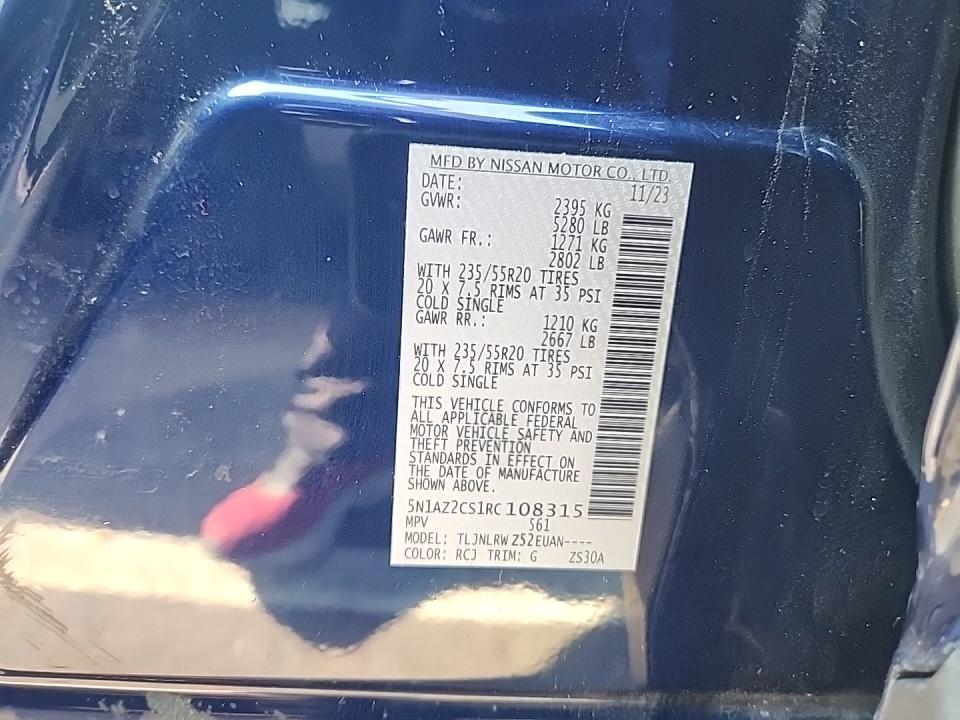 MFD BY NISSAN MOTOR CO., LTD.
DATE: 11/23
GVWR: 2395 KG
5280 LB
GAWR FR.: 1271 KG
2802 LB
WITH 235/55R20 TIRES
20 X 7.5 RIMS AT 35 PSI
COLD SINGLE
GAWR RR.: 1210 KG
2667 LB
WITH 235/55R20 TIRES
20 X 7.5 RIMS AT 35 PSI
COLD SINGLE
THIS VEHICLE CONFORMS TO
ALL APPLICABLE FEDERAL
MOTOR VEHICLE SAFETY AND
THEFT PREVENTION
STANDARDS IN EFFECT ON
THE DATE OF MANUFACTURE
SHOWN ABOVE.
5N1AZ2CS1RC108315
MPV 561
MODEL: TLJNLRW Z52EUAN----
COLOR: RCJ TRIM: G ZS30A